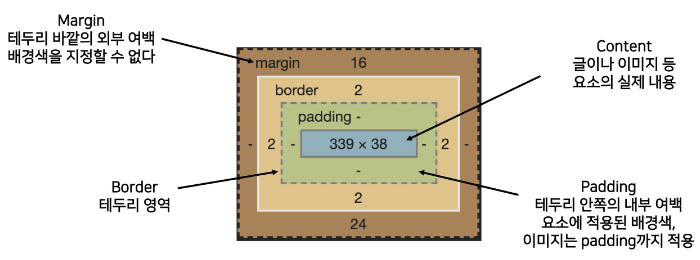 Margin
테두리 바깥의 외부 여백
배경색을 지정할 수 없다
Content
글이나 이미지 등
요소의 실제 내용
margin 16
border 2
padding -
- 2 - 339 × 38 - 2 -
-
2
24
Border
테두리 영역
Padding
테두리 안쪽의 내부 여백
요소에 적용된 배경색,
이미지는 padding까지 적용